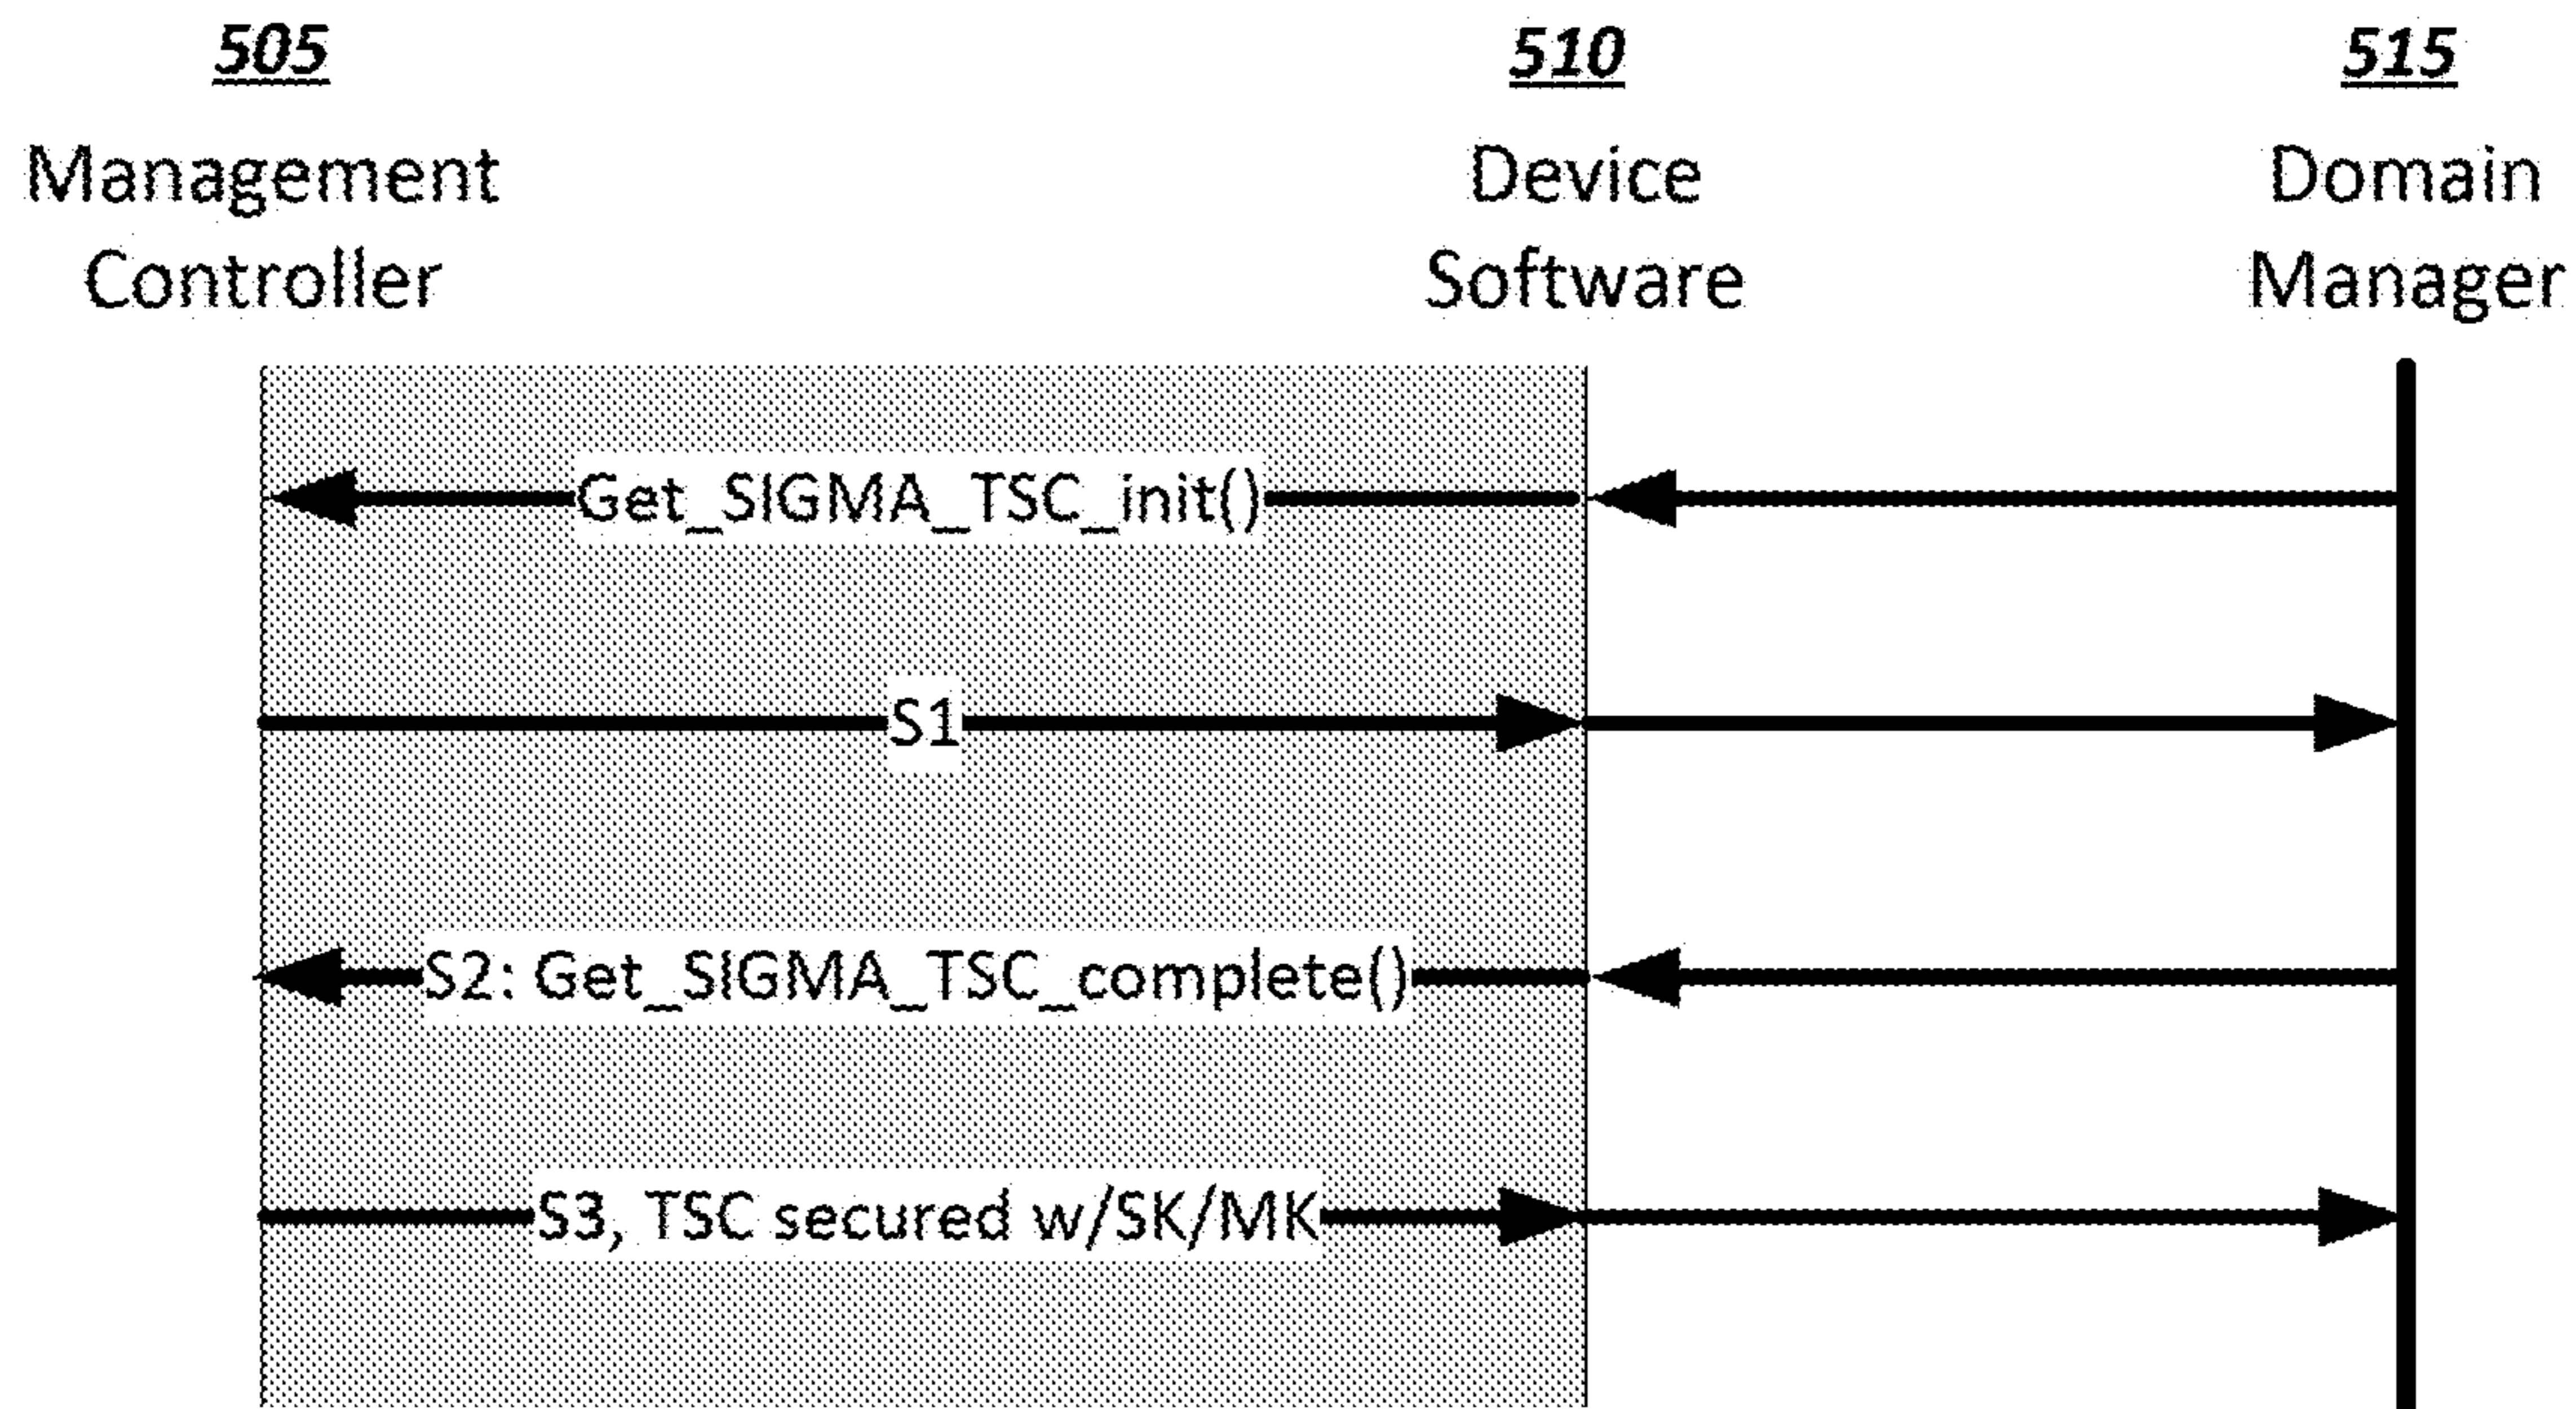 505
Management
Controller
510
Device
Software
515
Domain
Manager
Get_SIGMA_TSC_init()
S1
S2: Get_SIGMA_TSC_complete()
S3, TSC secured w/SK/MK